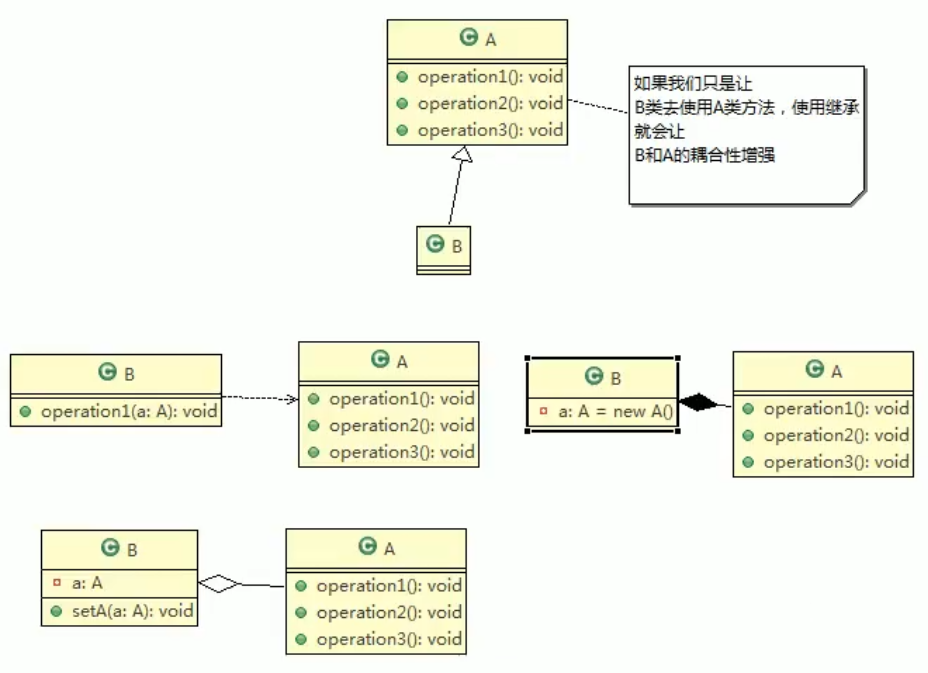 A
operation1(): void
operation2(): void
operation3(): void
如果我们只是让
B类去使用A类方法，使用继承
就会让
B和A的耦合性增强
B
B
operation1(a: A): void
A
operation1(): void
operation2(): void
operation3(): void
B
a: A = new A()
A
operation1(): void
operation2(): void
operation3(): void
B
a: A
setA(a: A): void
A
operation1(): void
operation2(): void
operation3(): void